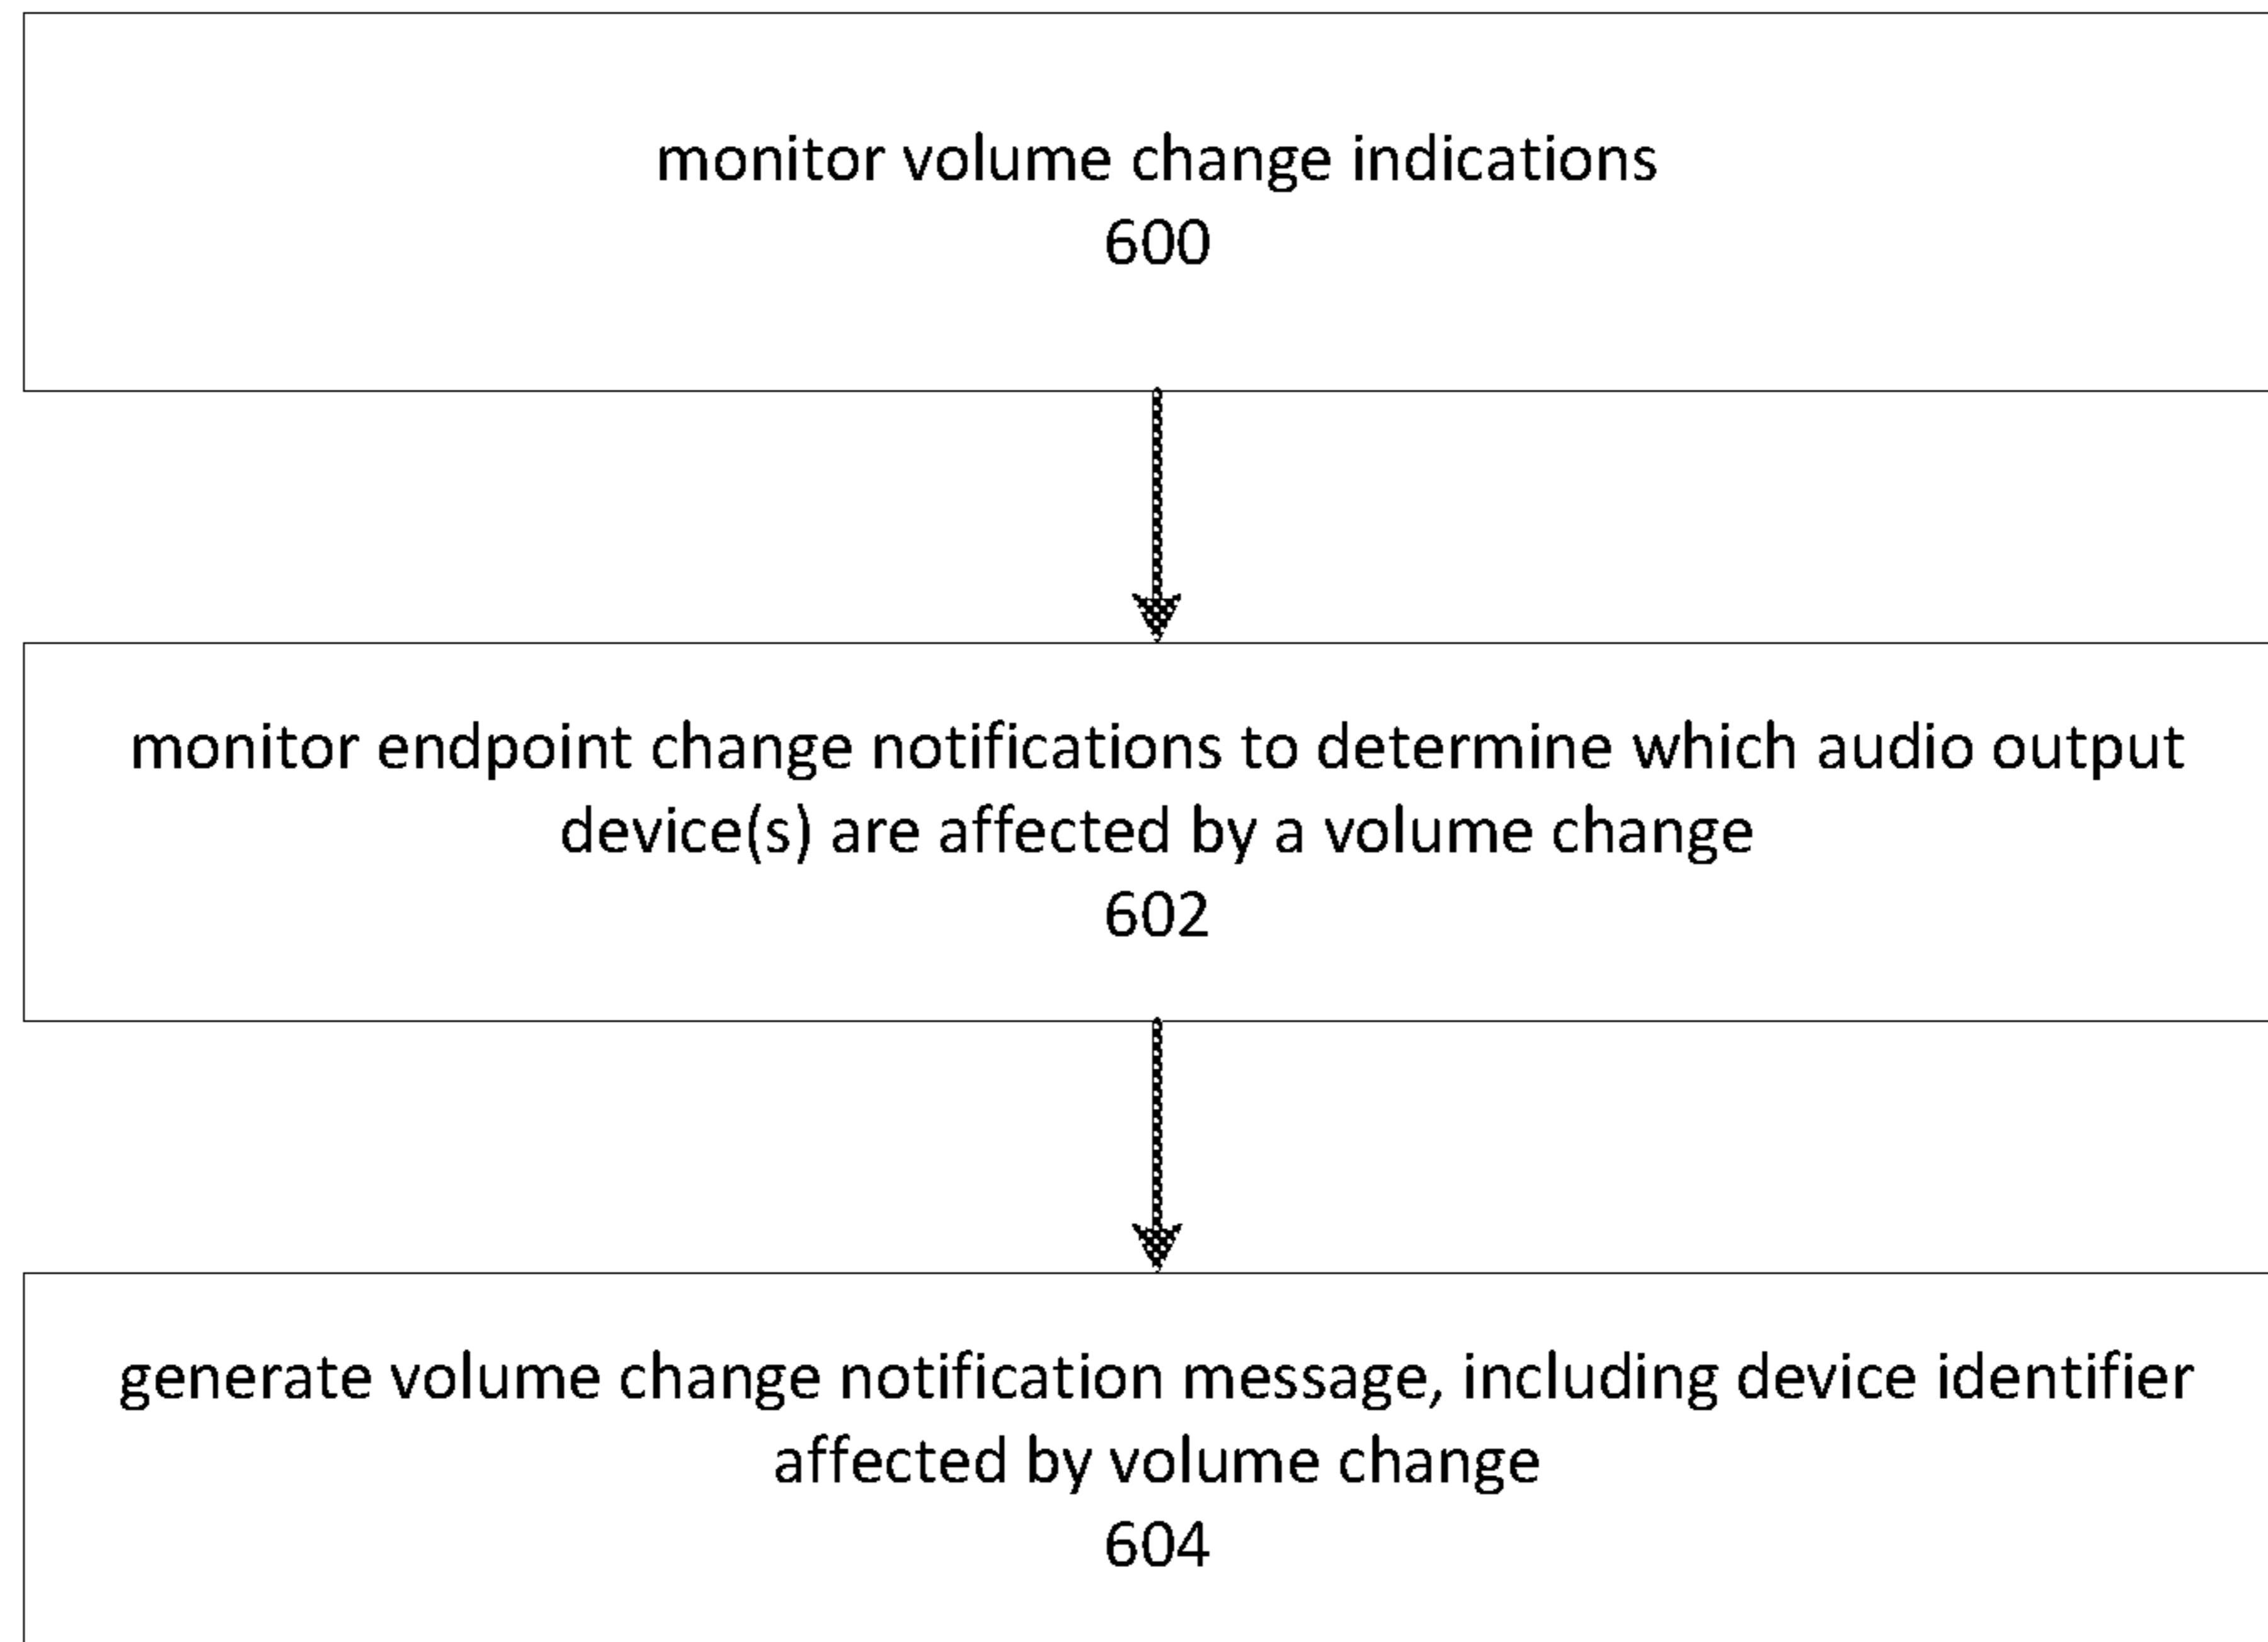 monitor volume change indications
600
monitor endpoint change notifications to determine which audio output
device(s) are affected by a volume change
602
generate volume change notification message, including device identifier
affected by volume change
604